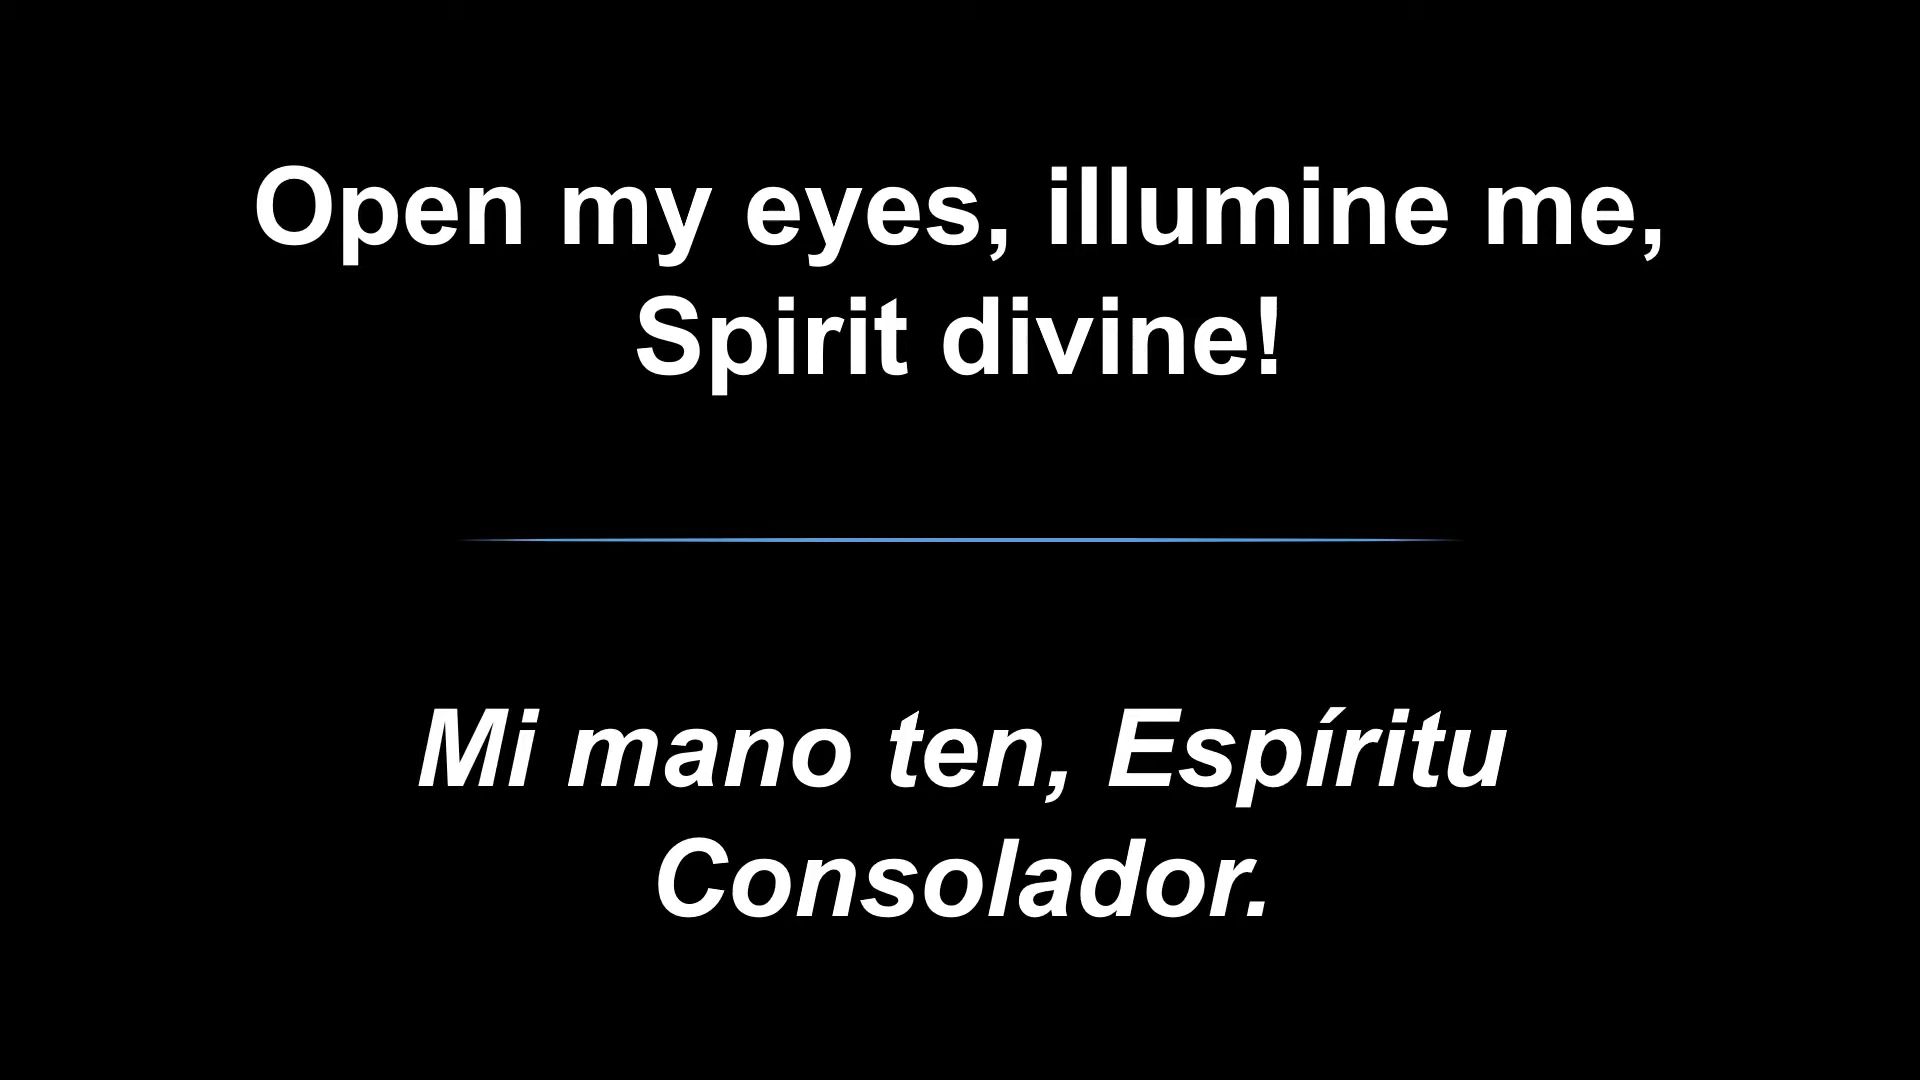 Open my eyes, illumine me,
Spirit divine!
Mi mano ten, Espíritu
Consolador.